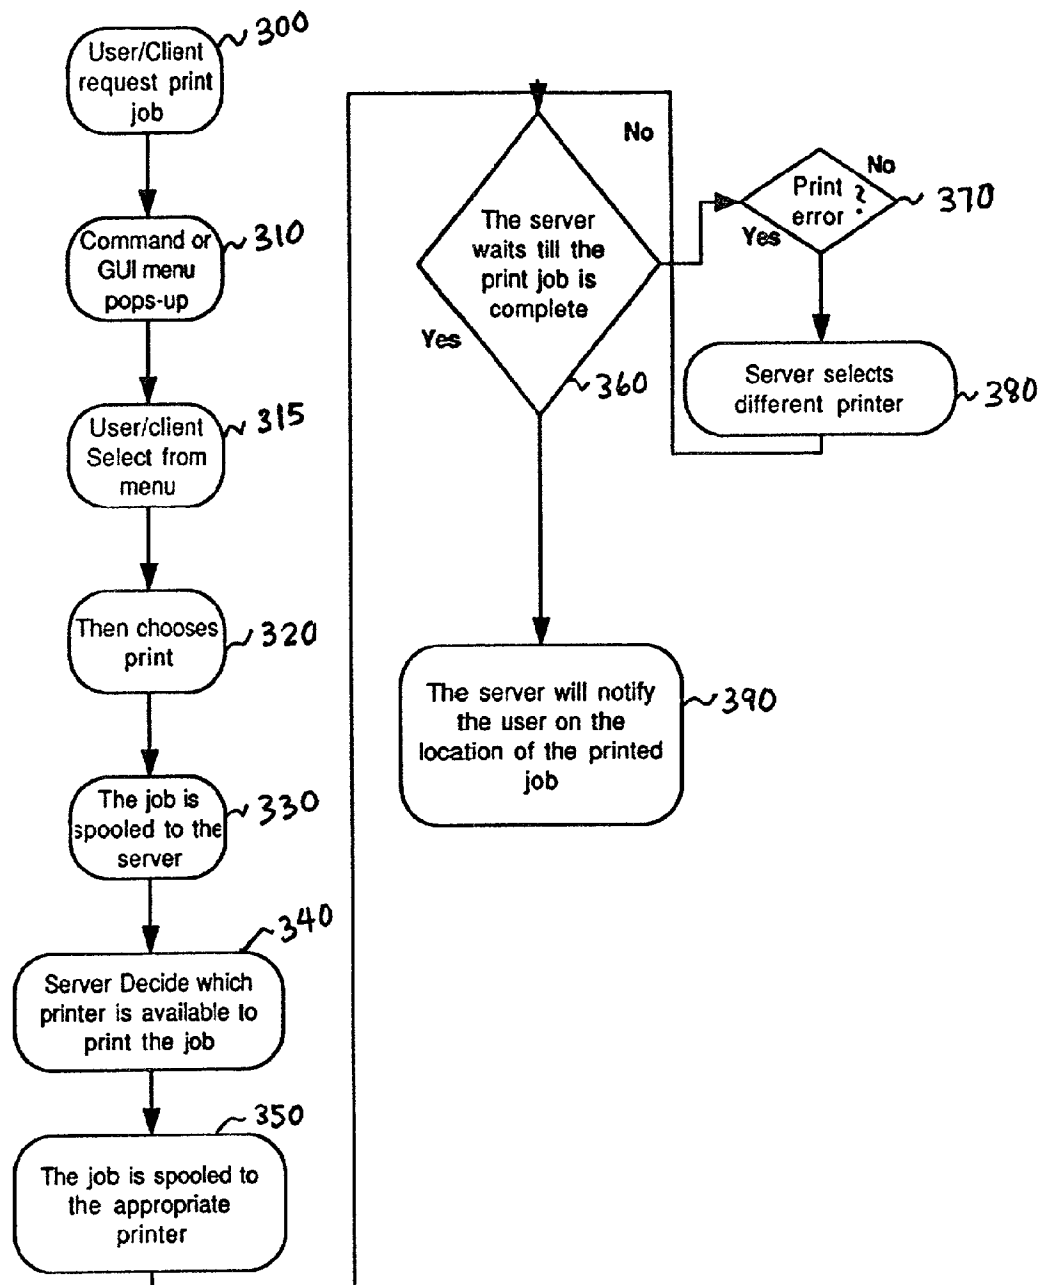 300
User/Client
request print
job
310
Command or
GUI menu
pops-up
315
User/client
Select from
menu
320
Then chooses
print
330
The job is
spooled to the
server
340
Server Decide which
printer is available to
print the job
350
The job is spooled to
the appropriate
printer
No
The server
waits till the
print job is
complete
Yes
360
No
Print
error ?
Yes
370
Server selects
different printer
380
The server will notify
the user on the
location of the printed
job
390